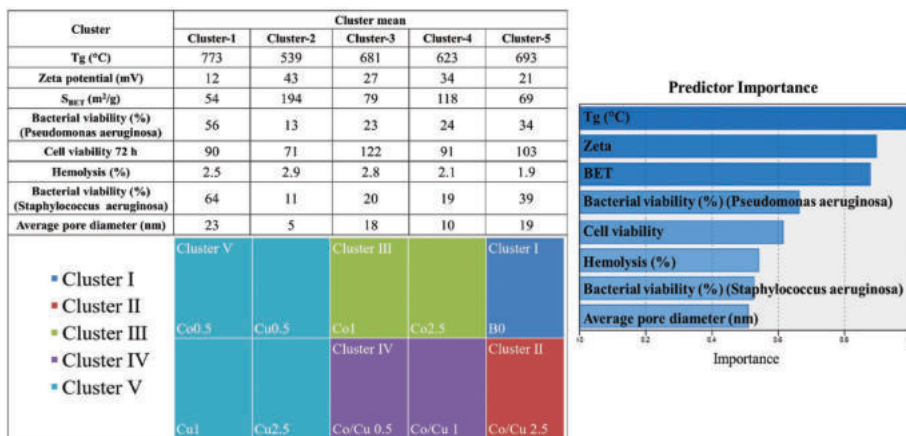 Cluster
Cluster mean
Cluster-1 Cluster-2 Cluster-3 Cluster-4 Cluster-5
Tg (°C) 773 539 681 623 693
Zeta potential (mV) 12 43 27 34 21
SBET (m²/g) 54 194 79 118 69
Bacterial viability (%)
(Pseudomonas aeruginosa) 56 13 23 24 34
Cell viability 72 h 90 71 122 91 103
Hemolysis (%) 2.5 2.9 2.8 2.1 1.9
Bacterial viability (%)
(Staphylococcus aeruginosa) 64 11 20 19 39
Average pore diameter (nm) 23 5 18 10 19
Cluster I
Cluster II
Cluster III
Cluster IV
Cluster V
Cluster V Cluster III Cluster I
Co0.5 Cu0.5 Co1 Co2.5 B0
Cluster IV Cluster II
Cu1 Cu2.5 Co/Cu 0.5 Co/Cu 1 Co/Cu 2.5
Predictor Importance
Tg (°C)
Zeta
BET
Bacterial viability (%) (Pseudomonas aeruginosa)
Cell viability
Hemolysis (%)
Bacterial viability (%) (Staphylococcus aeruginosa)
Average pore diameter (nm)
0.2 0.4 0.6 0.8
Importance